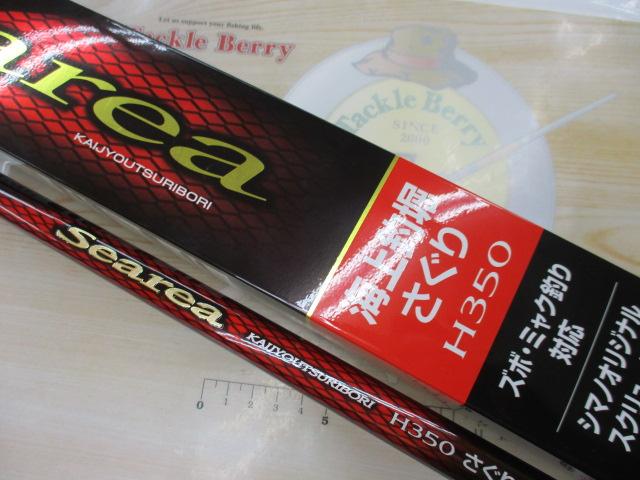 Let us support your fishing life.
Tackle Berry
area
KAIJYOUTSURIBORI
Tackle Berry
SINCE
2000
海上釣堀
さぐり
H350
ズボ・ミャク釣り
対応
シマノオリジナル
スクリュ
Searea
KAIJYOUTSURIBORI
H350 さぐり
0 5